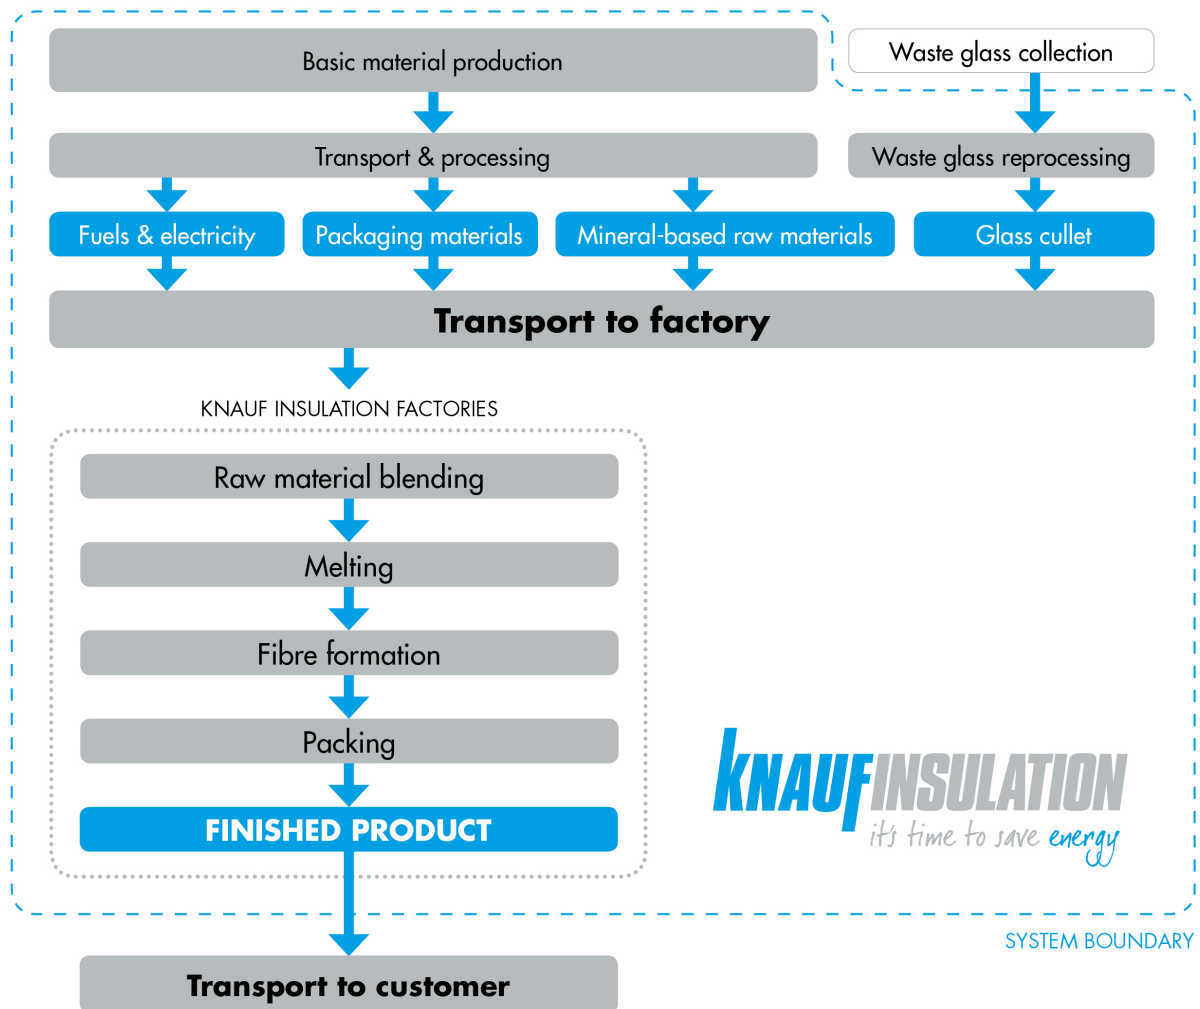 Basic material production
Waste glass collection
Transport & processing
Waste glass reprocessing
Fuels & electricity
Packaging materials
Mineral-based raw materials
Glass cullet
Transport to factory
KNAUF INSULATION FACTORIES
Raw material blending
Melting
Fibre formation
Packing
FINISHED PRODUCT
KNAUFINSULATION
it's time to save energy
SYSTEM BOUNDARY
Transport to customer